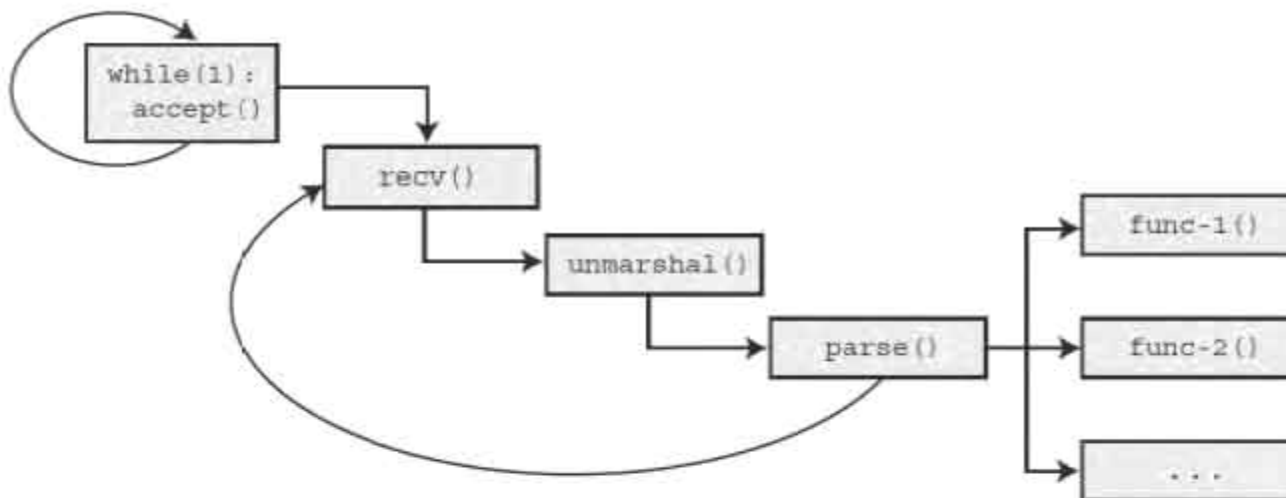 while(1):
accept()
recv()
unmarshal()
parse()
func-1()
func-2()
...